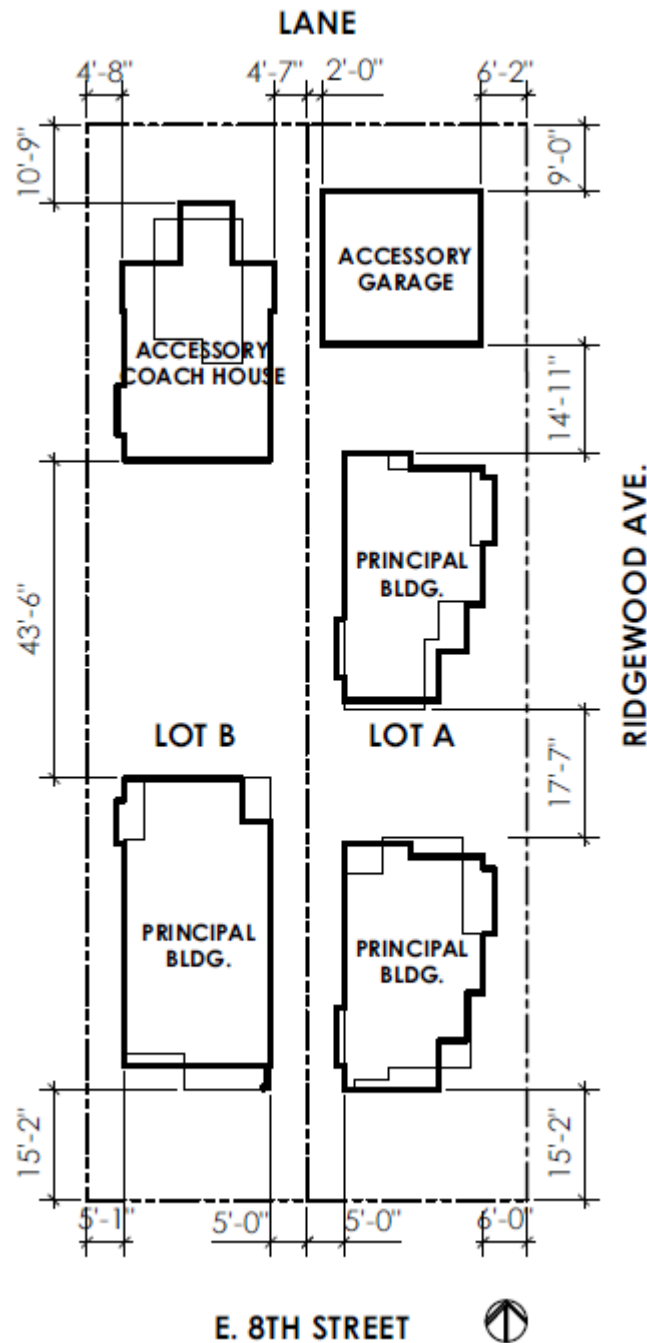 LANE
4'-8"
4'-7"
2'-0"
6'-2"
10'-9"
9'-0"
ACCESSORY
GARAGE
ACCESSORY
COACH HOUSE
14'-11"
43'-6"
PRINCIPAL
BLDG.
RIDGEWOOD AVE.
LOT B
LOT A
17'-7"
PRINCIPAL
BLDG.
PRINCIPAL
BLDG.
15'-2"
15'-2"
5'-1"
5'-0"
5'-0"
6'-0"
E. 8TH STREET